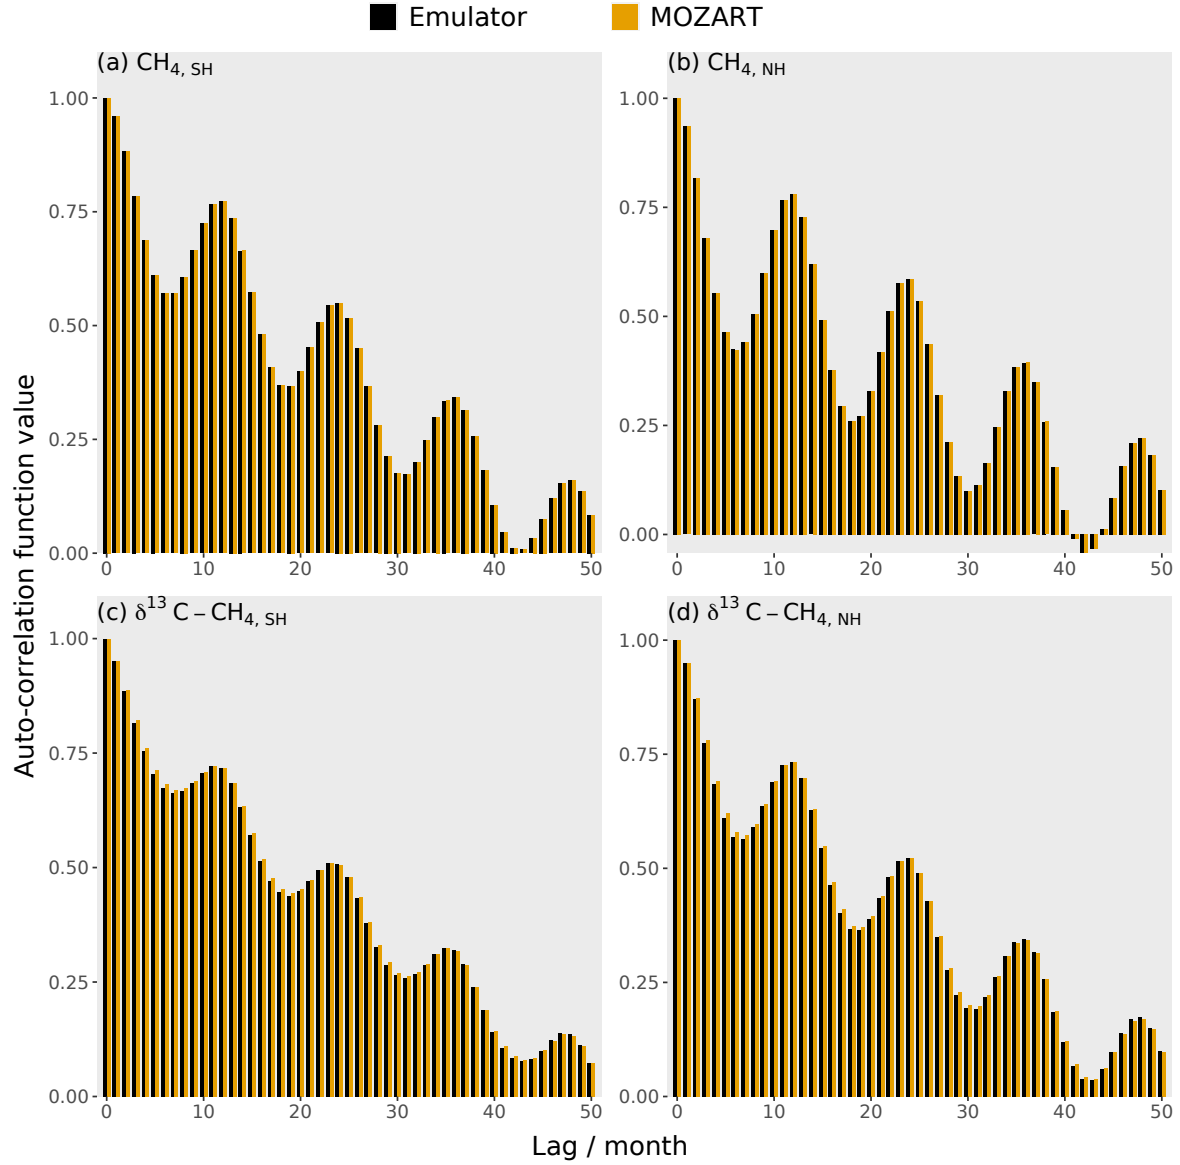 Emulator MOZART
(a) CH4, SH
(b) CH4, NH
1.00
0.75
0.50
0.25
0.00
0 10 20 30 40 50
1.00
0.75
0.50
0.25
0.00
0 10 20 30 40 50
Auto-correlation function value
(c) δ13 C – CH4, SH
(d) δ13 C – CH4, NH
1.00
0.75
0.50
0.25
0.00
0 10 20 30 40 50
1.00
0.75
0.50
0.25
0.00
0 10 20 30 40 50
Lag / month